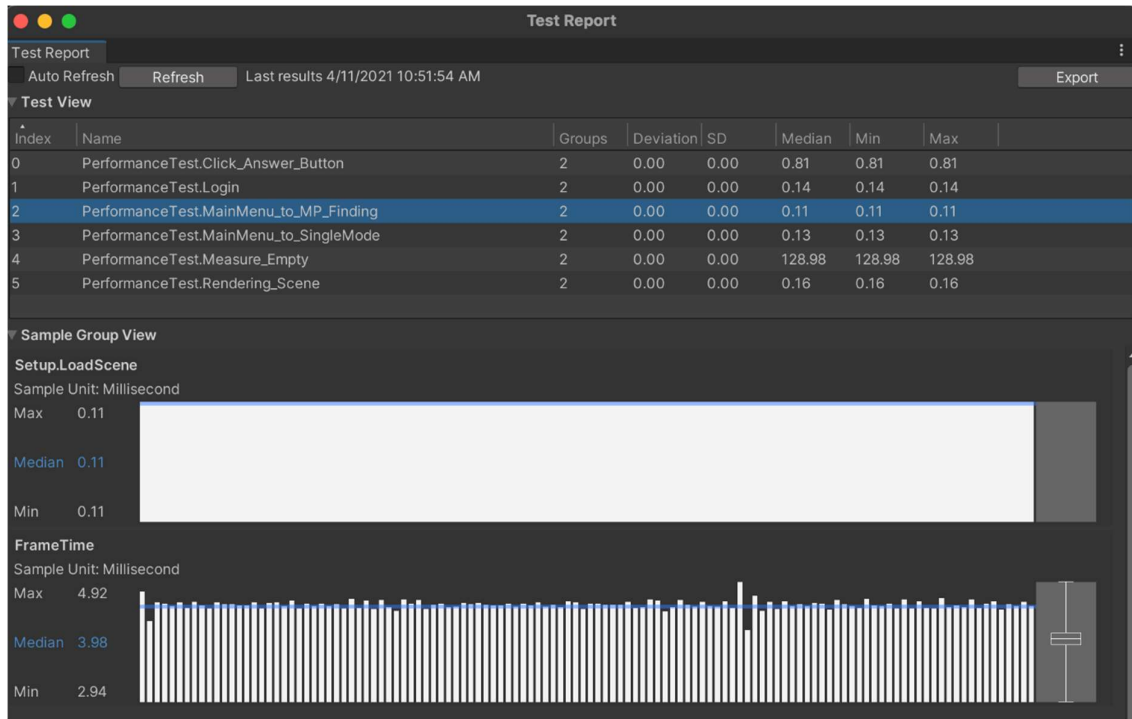 Test Report
Test Report
Auto Refresh Refresh Last results 4/11/2021 10:51:54 AM Export
Test View
Index Name Groups Deviation SD Median Min Max
0 PerformanceTest.Click_Answer_Button 2 0.00 0.00 0.81 0.81 0.81
1 PerformanceTest.Login 2 0.00 0.00 0.14 0.14 0.14
2 PerformanceTest.MainMenu_to_MP_Finding 2 0.00 0.00 0.11 0.11 0.11
3 PerformanceTest.MainMenu_to_SingleMode 2 0.00 0.00 0.13 0.13 0.13
4 PerformanceTest.Measure_Empty 2 0.00 0.00 128.98 128.98 128.98
5 PerformanceTest.Rendering_Scene 2 0.00 0.00 0.16 0.16 0.16
Sample Group View
Setup.LoadScene
Sample Unit: Millisecond
Max 0.11
Median 0.11
Min 0.11
FrameTime
Sample Unit: Millisecond
Max 4.92
Median 3.98
Min 2.94